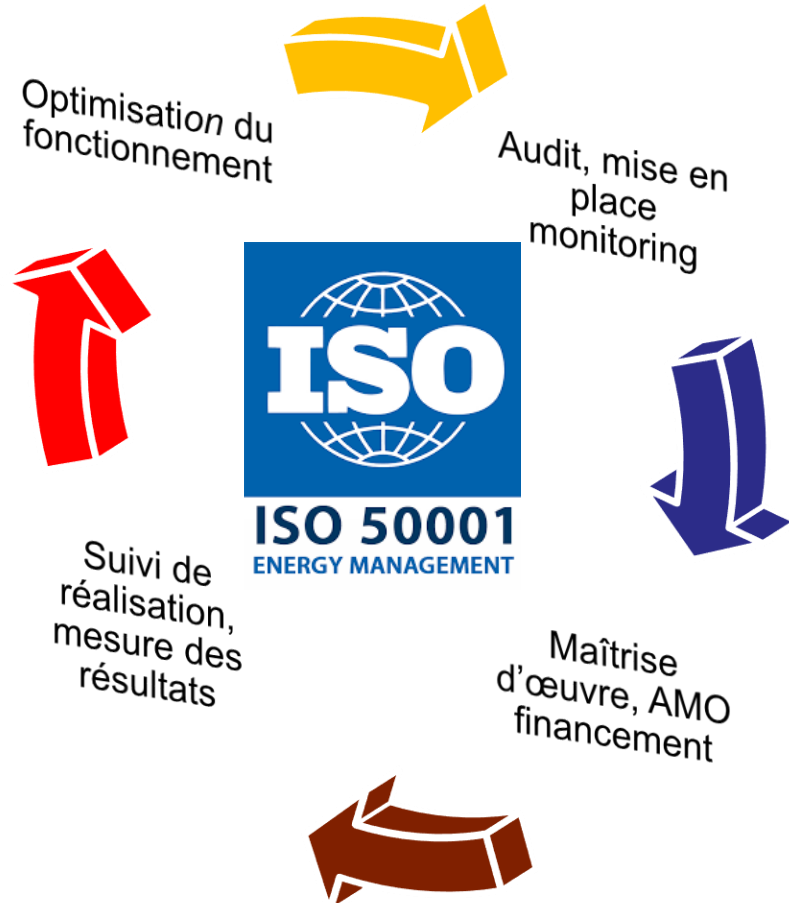 Optimisation du
fonctionnement
Audit, mise en
place
monitoring
ISO
ISO 50001
ENERGY MANAGEMENT
Suivi de
réalisation,
mesure des
résultats
Maîtrise
d’œuvre, AMO
financement